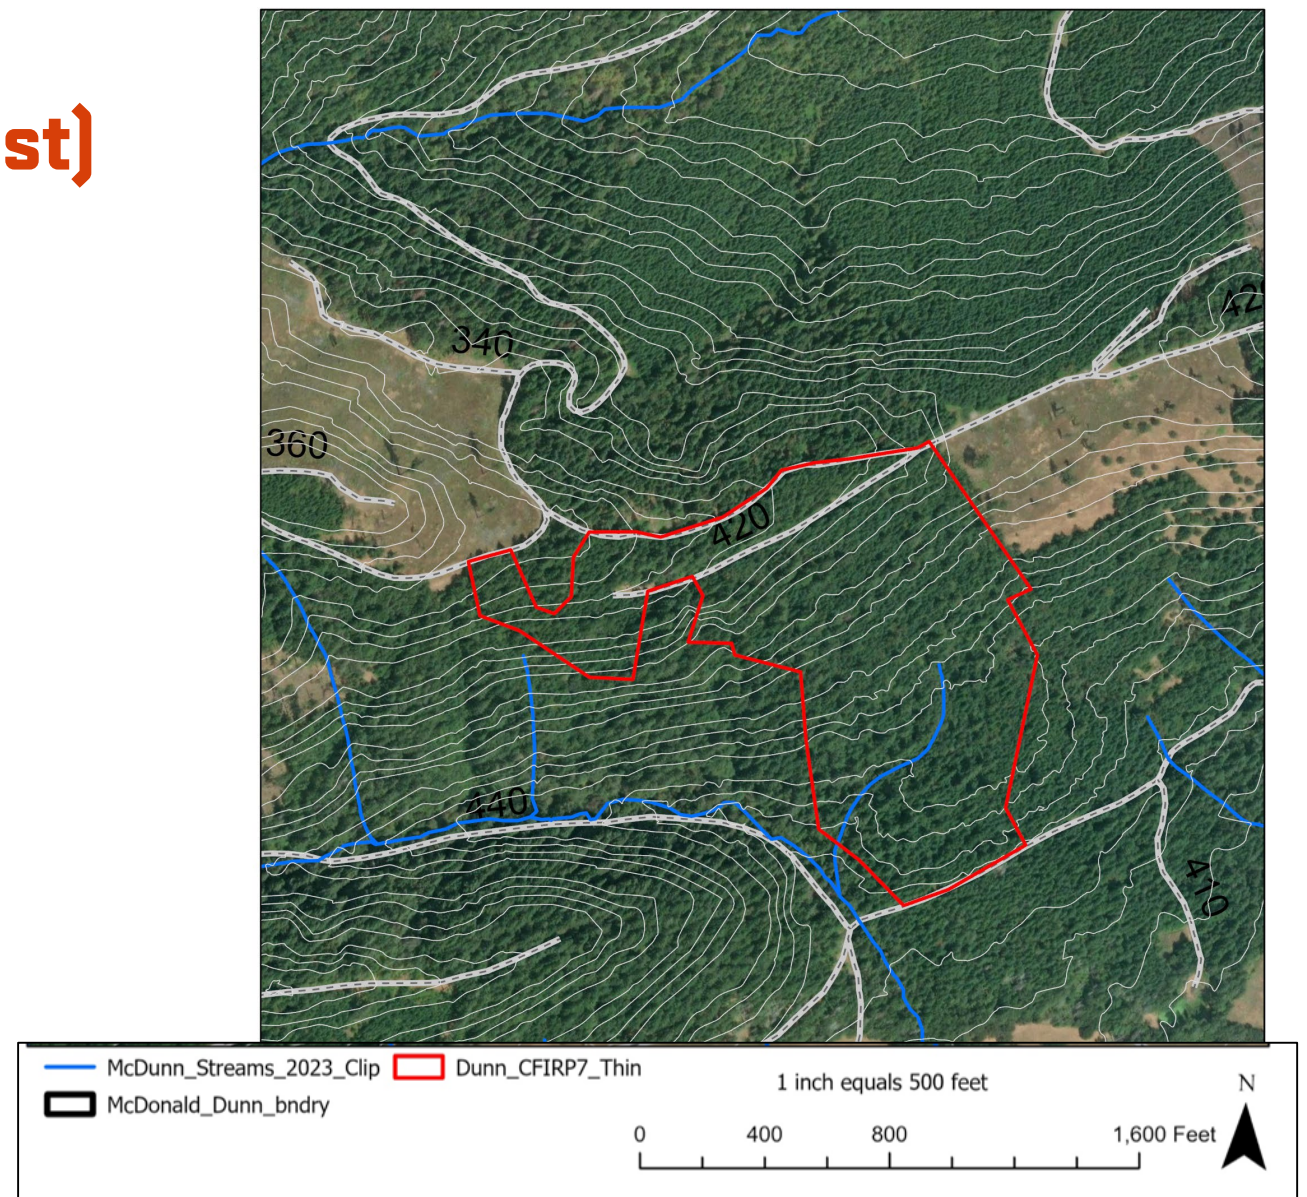 st)
340
360
420
440
410
McDunn_Streams_2023_Clip
Dunn_CFIRP7_Thin
McDonald_Dunn_bndry
1 inch equals 500 feet
N
0 400 800 1,600 Feet